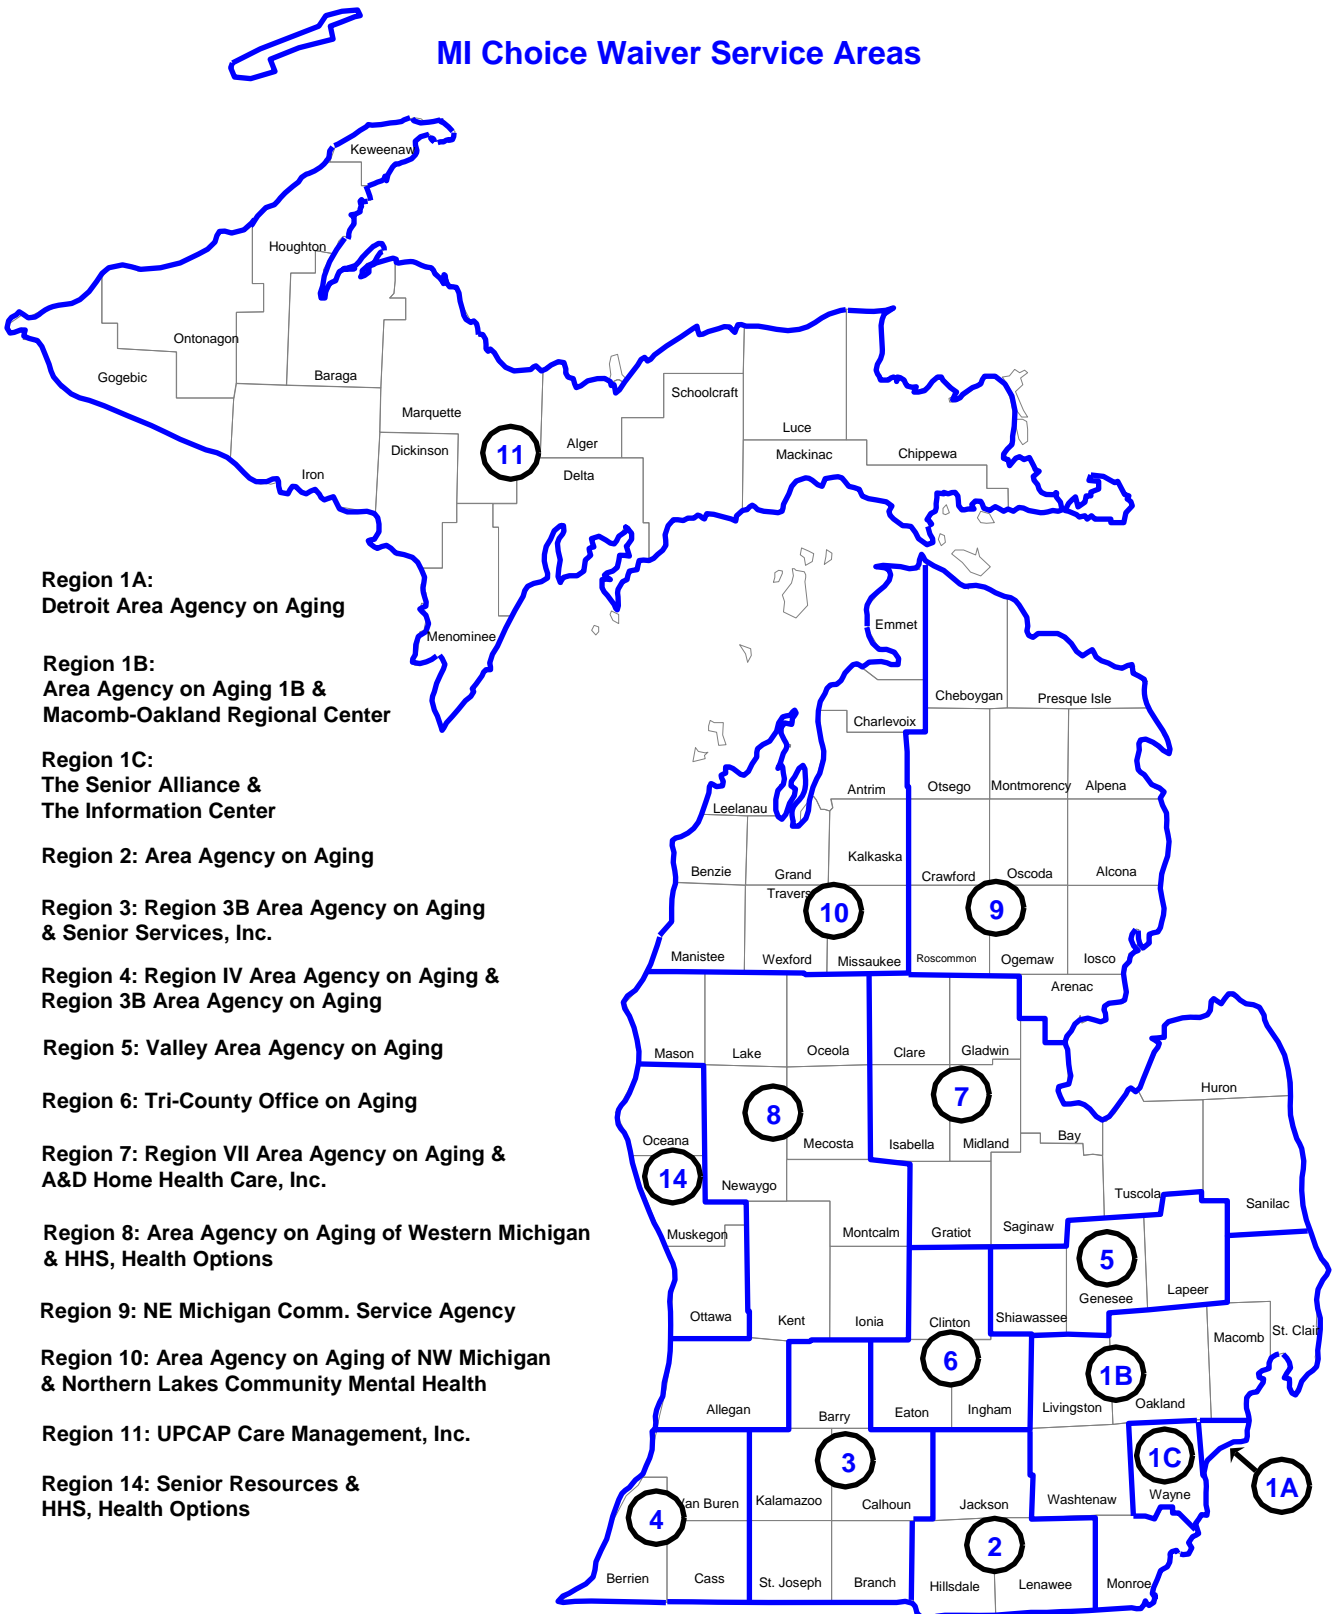 MI Choice Waiver Service Areas
Keweenaw
Houghton
Ontonagon
Gogebic
Baraga
Marquette
Schoolcraft
Luce
Dickinson
11
Alger
Mackinac
Chippewa
Iron
Delta
Menominee
Region 1A:
Detroit Area Agency on Aging
Region 1B:
Area Agency on Aging 1B &
Macomb-Oakland Regional Center
Region 1C:
The Senior Alliance &
The Information Center
Region 2: Area Agency on Aging
Region 3: Region 3B Area Agency on Aging
& Senior Services, Inc.
Region 4: Region IV Area Agency on Aging &
Region 3B Area Agency on Aging
Region 5: Valley Area Agency on Aging
Region 6: Tri-County Office on Aging
Region 7: Region VII Area Agency on Aging &
A&D Home Health Care, Inc.
Region 8: Area Agency on Aging of Western Michigan
& HHS, Health Options
Region 9: NE Michigan Comm. Service Agency
Region 10: Area Agency on Aging of NW Michigan
& Northern Lakes Community Mental Health
Region 11: UPCAP Care Management, Inc.
Region 14: Senior Resources &
HHS, Health Options
Emmet
Cheboygan
Presque Isle
Charlevoix
Antrim
Otsego
Montmorency
Alpena
Leelanau
Benzie
Grand
Travers
Kalkaska
Crawford
Oscoda
Alcona
10
9
Manistee
Wexford
Missaukee
Roscommon
Ogemaw
Iosco
Arenac
Mason
Lake
Oceola
Clare
Gladwin
Huron
8
7
Oceana
Mecosta
Isabella
Midland
Bay
14
Newaygo
Tuscola
Sanilac
Muskegon
Montcalm
Gratiot
Saginaw
5
Genesee
Lapeer
Ottawa
Kent
Ionia
Clinton
Shiawassee
Macomb
St. Clair
6
1B
Allegan
Barry
Eaton
Ingham
Livingston
Oakland
3
1C
4
Van Buren
Kalamazoo
Calhoun
Jackson
Washtenaw
Wayne
1A
2
Berrien
Cass
St. Joseph
Branch
Hillsdale
Lenawee
Monroe